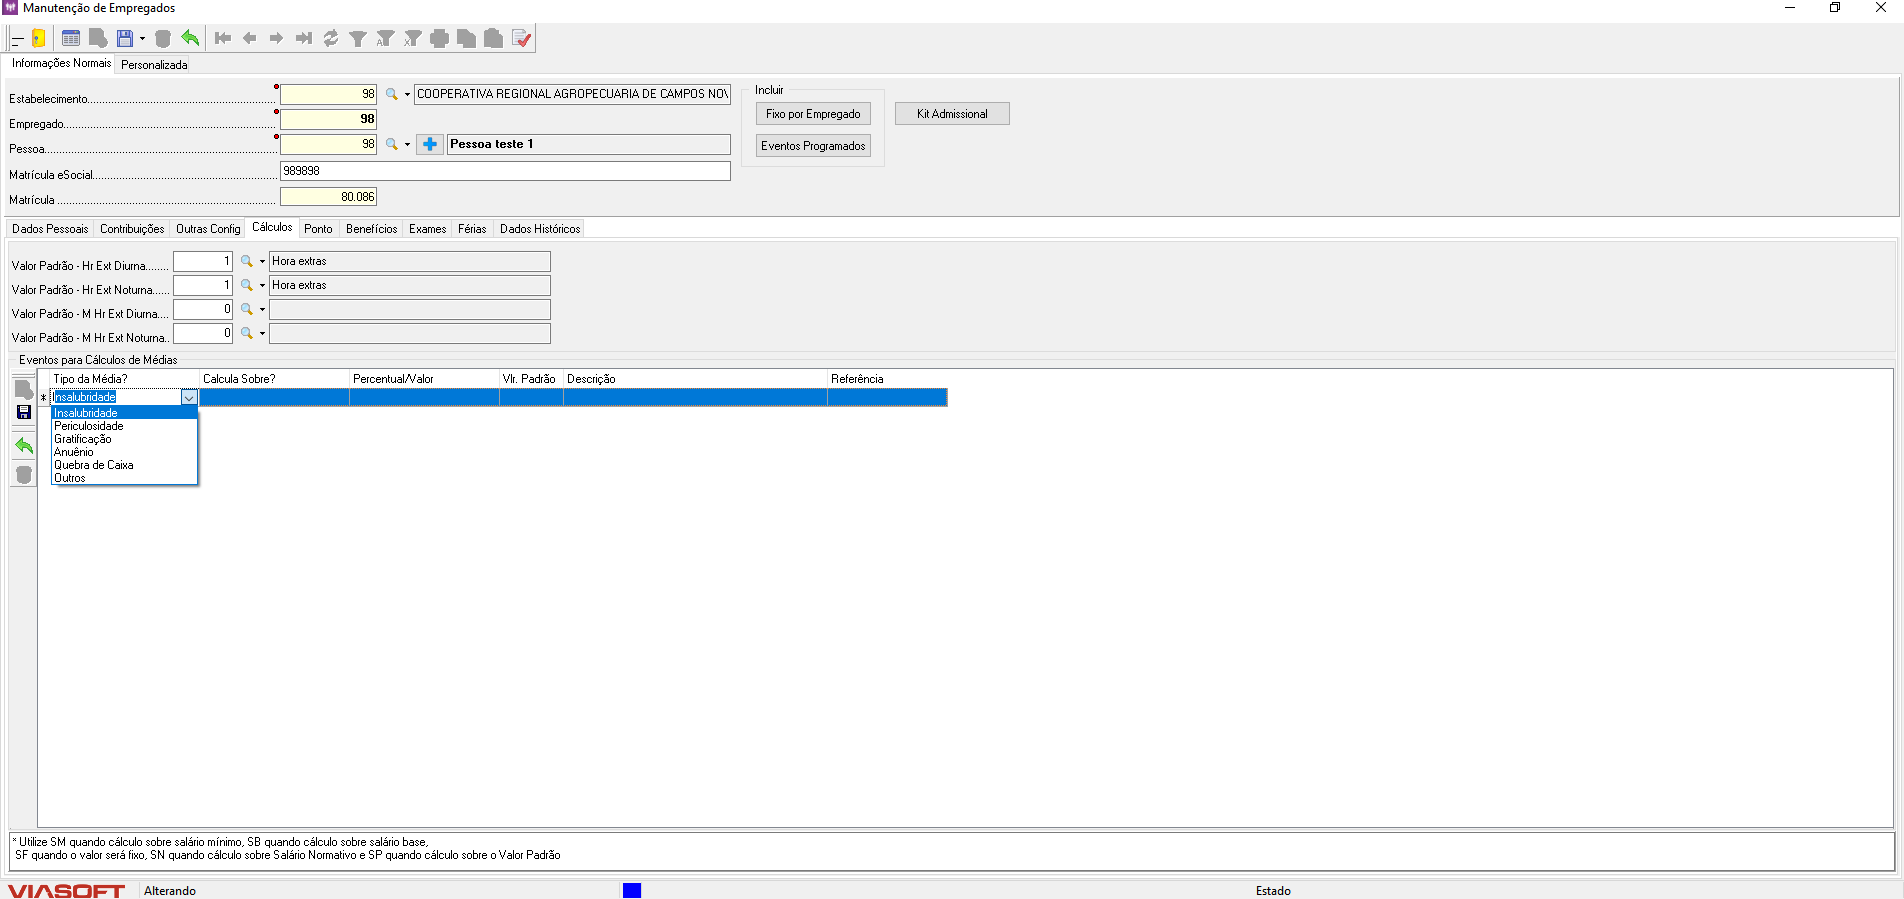 Manutenção de Empregados
Informações Normais
Personalizada
Estabelecimento
98
COOPERATIVA REGIONAL AGROPECUARIA DE CAMPOS NOV
Empregado
98
Pessoa
98
Pessoa teste 1
Matrícula eSocial
989898
Matrícula
80.086
Incluir
Fixo por Empregado
Eventos Programados
Kit Admissional
Dados Pessoais
Contribuições
Outras Config
Cálculos
Ponto
Benefícios
Exames
Férias
Dados Históricos
Valor Padrão - Hr Ext Diurna
1
Hora extras
Valor Padrão - Hr Ext Noturna
1
Hora extras
Valor Padrão - M Hr Ext Diurna
0
Valor Padrão - M Hr Ext Noturna
0
Eventos para Cálculos de Médias
Tipo da Média?
Calcula Sobre?
Percentual/Valor
Vlr. Padrão
Descrição
Referência
* Insalubridade
Insalubridade
Periculosidade
Gratificação
Anuênio
Quebra de Caixa
Outros
* Utilize SM quando cálculo sobre salário mínimo, SB quando cálculo sobre salário base,
SF quando o valor será fixo, SN quando cálculo sobre Salário Normativo e SP quando cálculo sobre o Valor Padrão
VIASOFT
Alterando
Estado